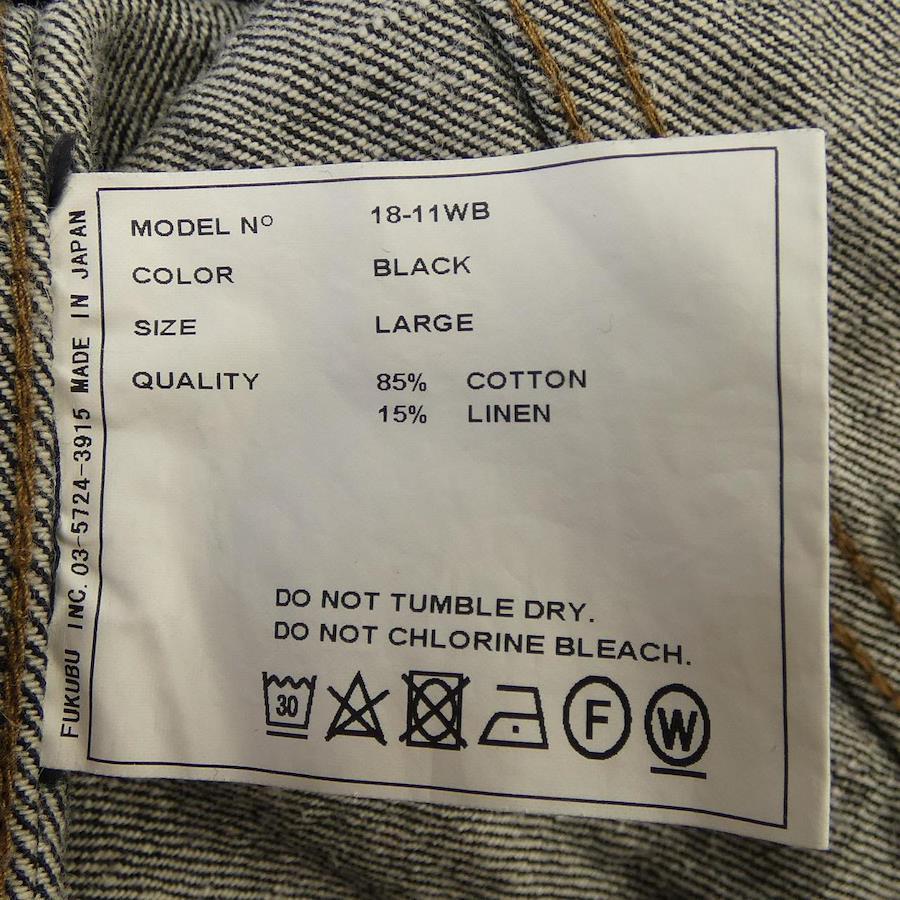 MODEL Nº 18-11WB
COLOR BLACK
SIZE LARGE
QUALITY 85% COTTON
15% LINEN
DO NOT TUMBLE DRY.
DO NOT CHLORINE BLEACH.
30 F W
FUKUBU INC. 03-5724-3915 MADE IN JAPAN